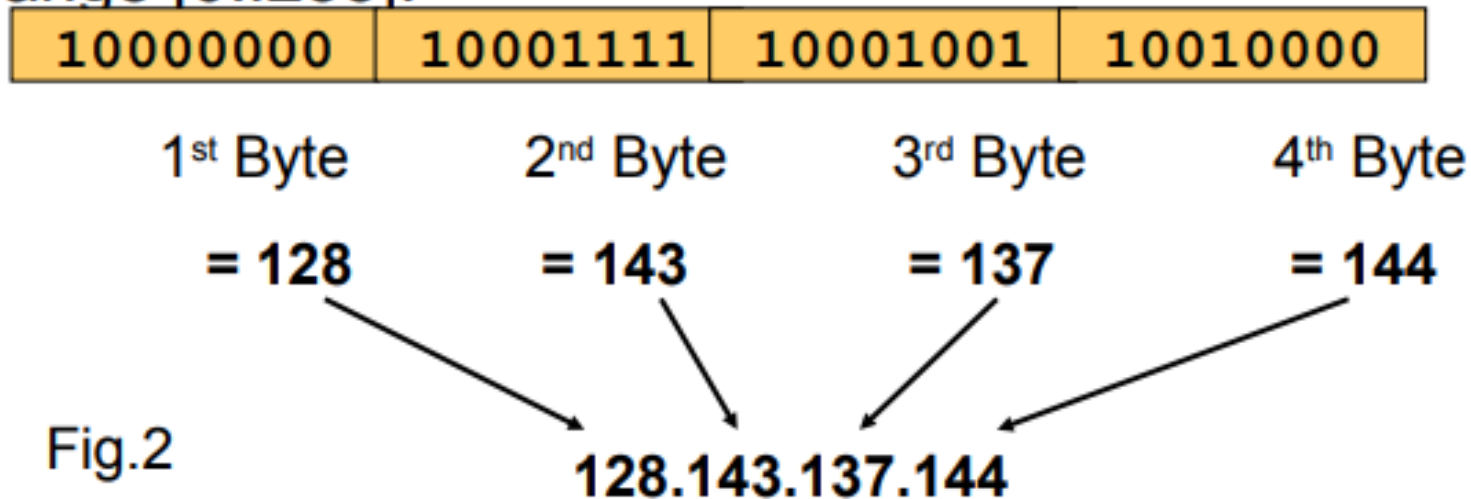 10000000 10001111 10001001 10010000
1st Byte 2nd Byte 3rd Byte 4th Byte
= 128 = 143 = 137 = 144
Fig.2
128.143.137.144